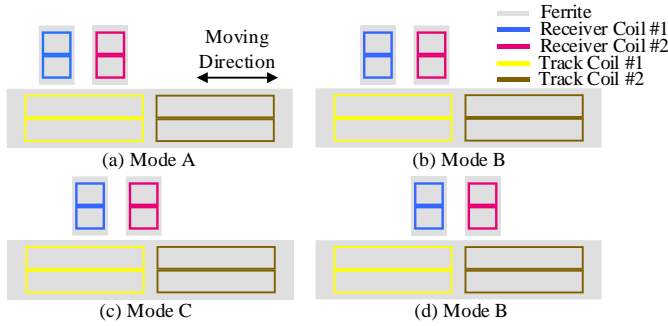 Ferrite
Receiver Coil #1
Receiver Coil #2
Track Coil #1
Track Coil #2
Moving
Direction
(a) Mode A
(b) Mode B
(c) Mode C
(d) Mode B